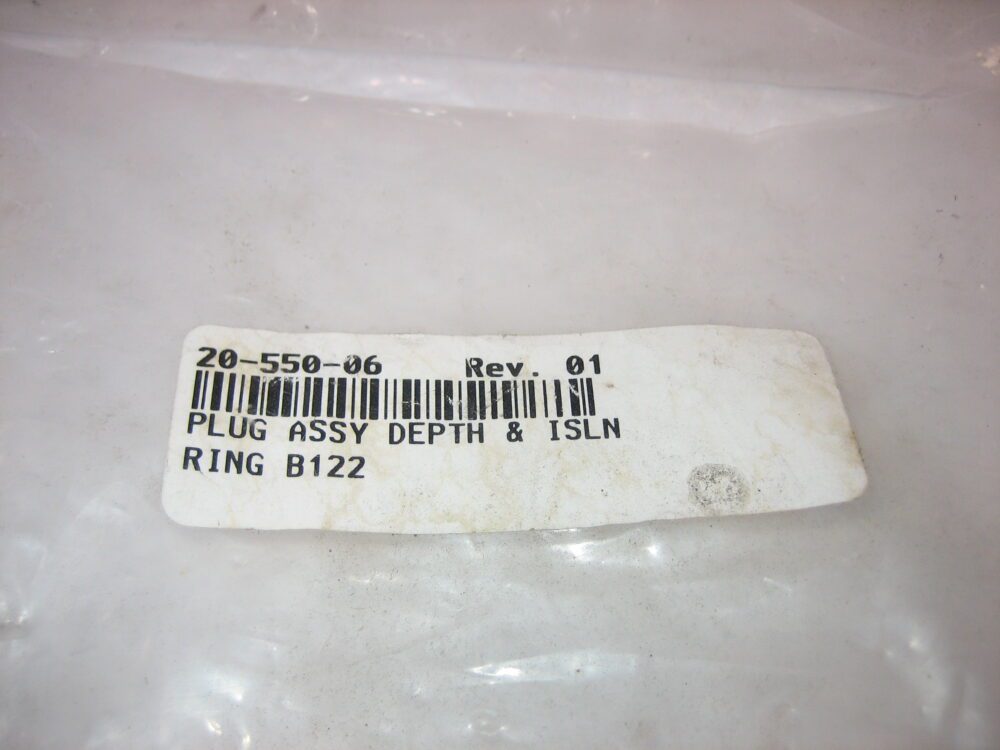 20-550-06 Rev. 01
PLUG ASSY DEPTH & ISLN
RING B122